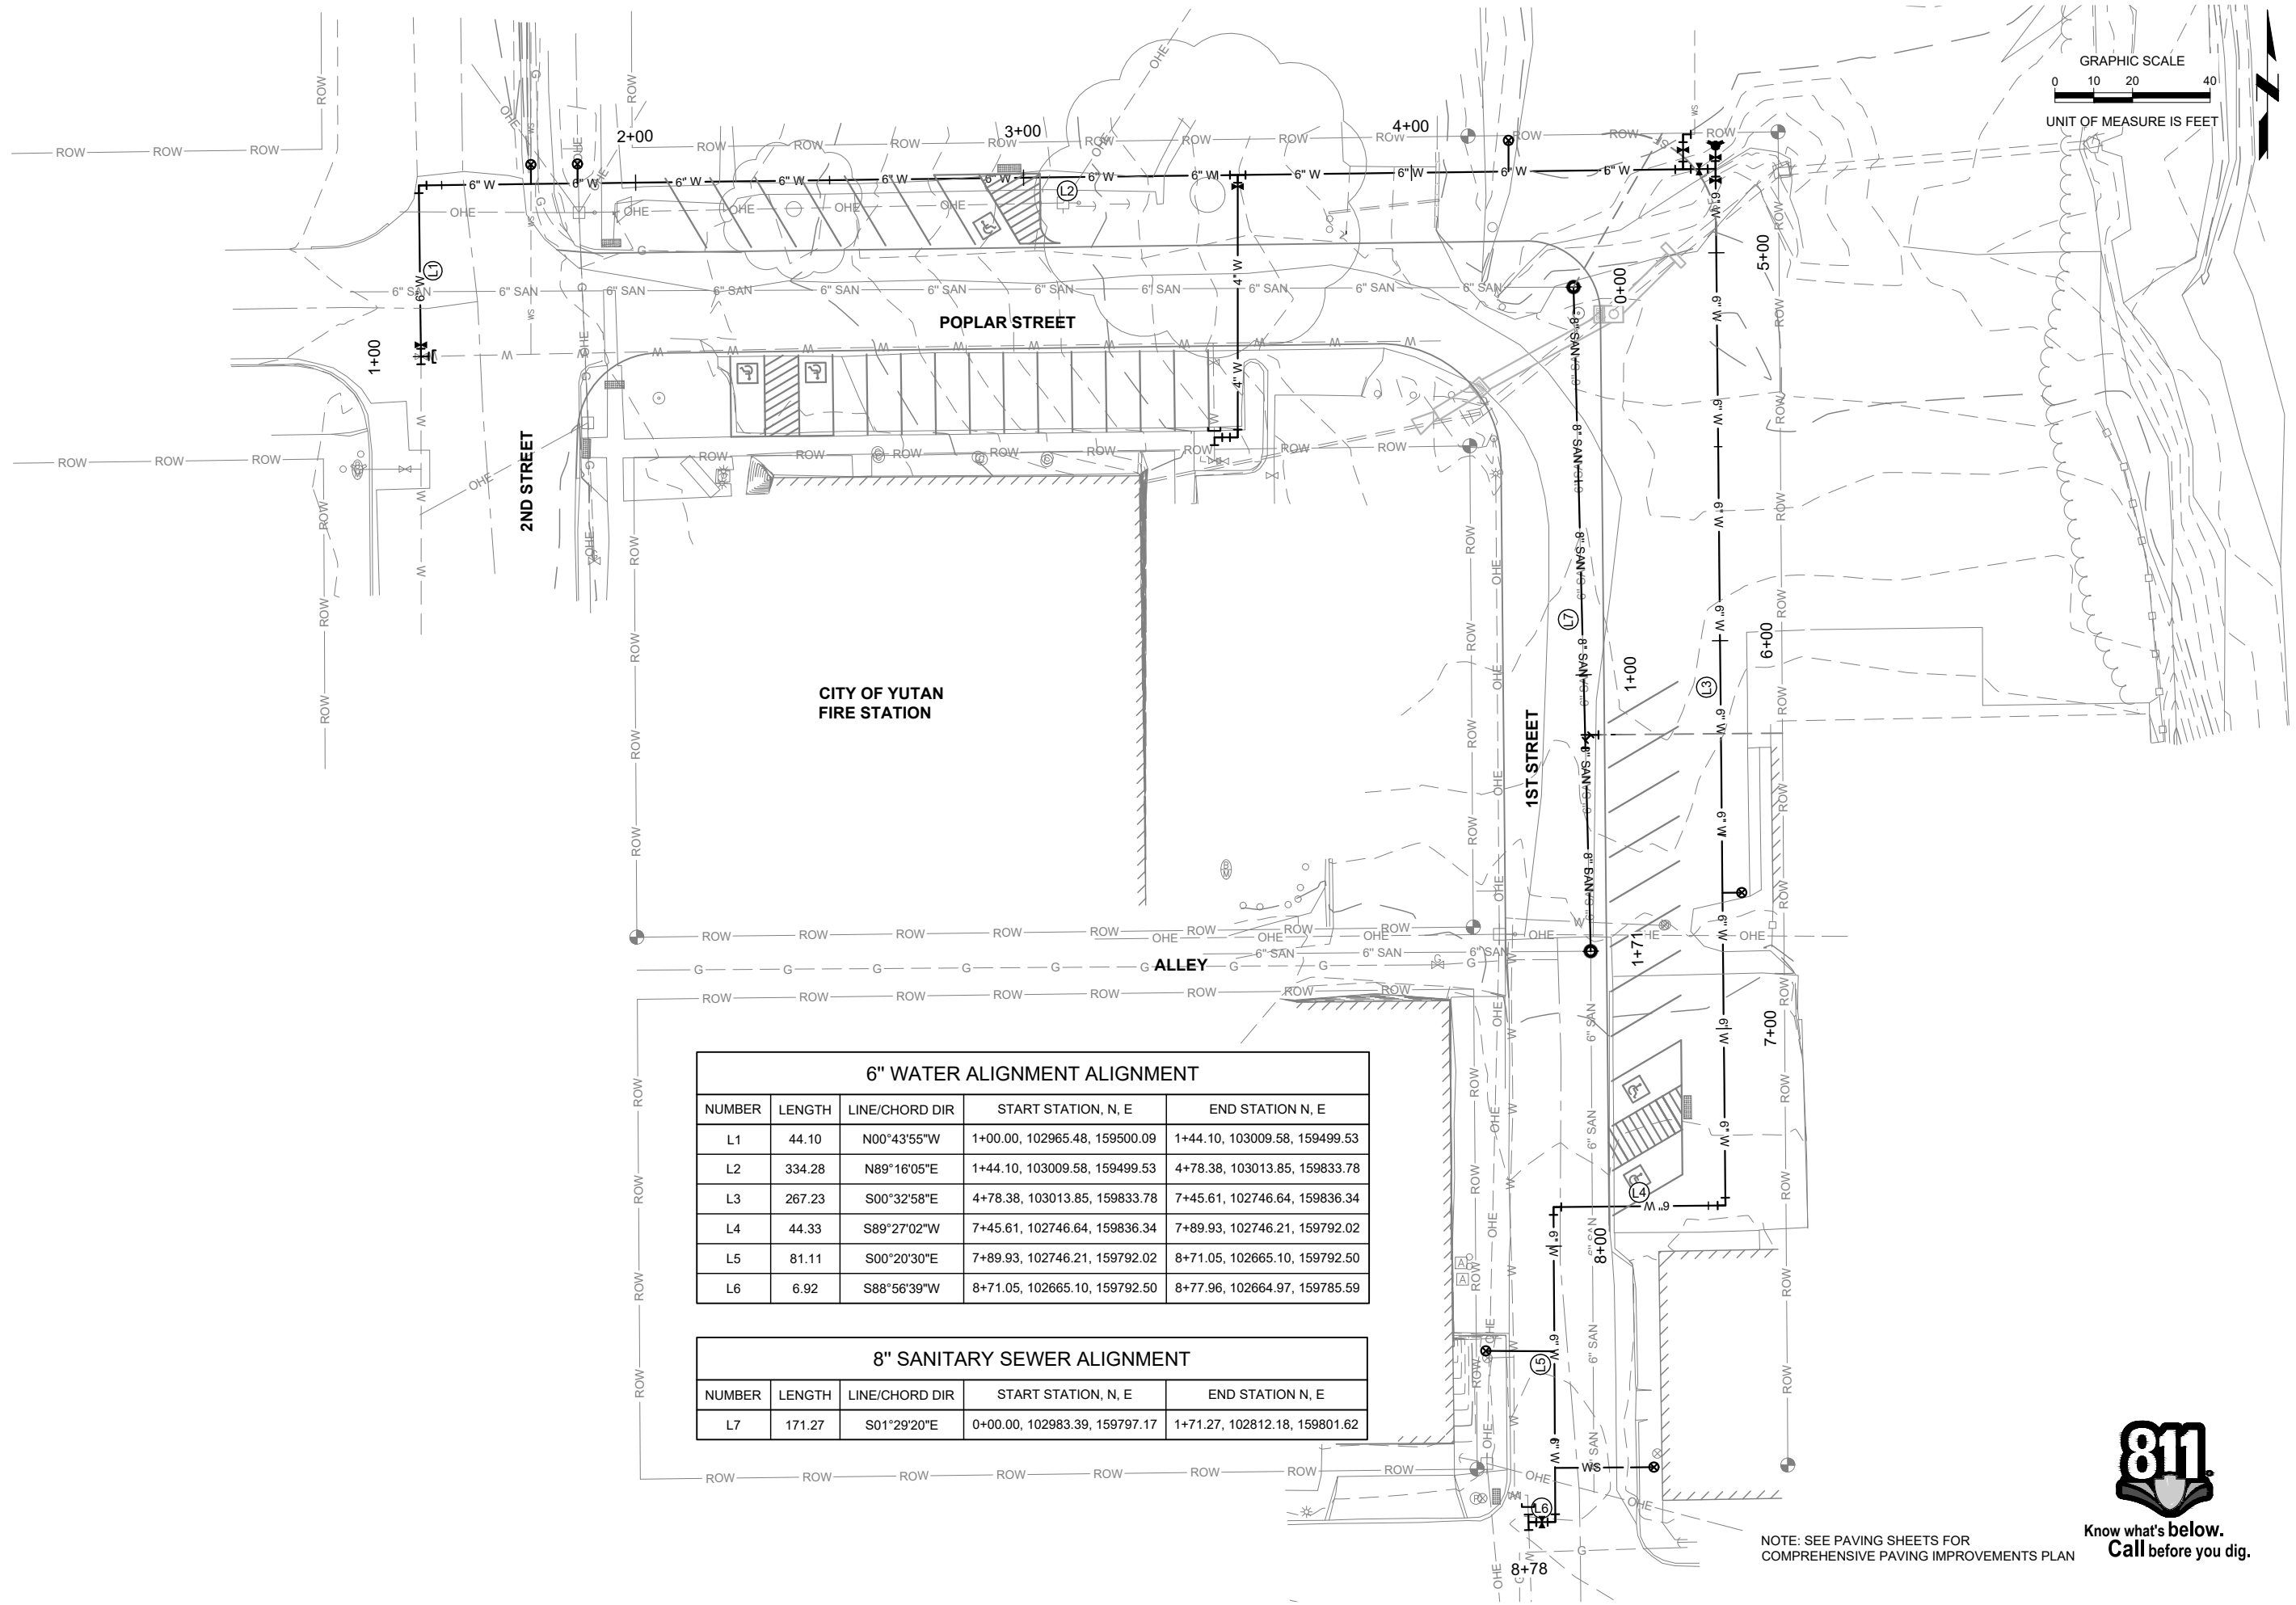 GRAPHIC SCALE
0 10 20 40
UNIT OF MEASURE IS FEET
2+00
3+00
4+00
5+00
0+00
1+00
L1
L2
6" W
4" W
6" SAN
8" SAN
ROW
OHE
G
W
WS
POPLAR STREET
2ND STREET
CITY OF YUTAN
FIRE STATION
L7
L3
1+00
6+00
1ST STREET
1+71
ALLEY
7+00
L4
8+00
L5
L6
8+78
6" WATER ALIGNMENT ALIGNMENT
NUMBER LENGTH LINE/CHORD DIR START STATION, N, E END STATION N, E
L1 44.10 N00°43'55"W 1+00.00, 102965.48, 159500.09 1+44.10, 103009.58, 159499.53
L2 334.28 N89°16'05"E 1+44.10, 103009.58, 159499.53 4+78.38, 103013.85, 159833.78
L3 267.23 S00°32'58"E 4+78.38, 103013.85, 159833.78 7+45.61, 102746.64, 159836.34
L4 44.33 S89°27'02"W 7+45.61, 102746.64, 159836.34 7+89.93, 102746.21, 159792.02
L5 81.11 S00°20'30"E 7+89.93, 102746.21, 159792.02 8+71.05, 102665.10, 159792.50
L6 6.92 S88°56'39"W 8+71.05, 102665.10, 159792.50 8+77.96, 102664.97, 159785.59
8" SANITARY SEWER ALIGNMENT
NUMBER LENGTH LINE/CHORD DIR START STATION, N, E END STATION N, E
L7 171.27 S01°29'20"E 0+00.00, 102983.39, 159797.17 1+71.27, 102812.18, 159801.62
NOTE: SEE PAVING SHEETS FOR
COMPREHENSIVE PAVING IMPROVEMENTS PLAN
811
Know what's below.
Call before you dig.